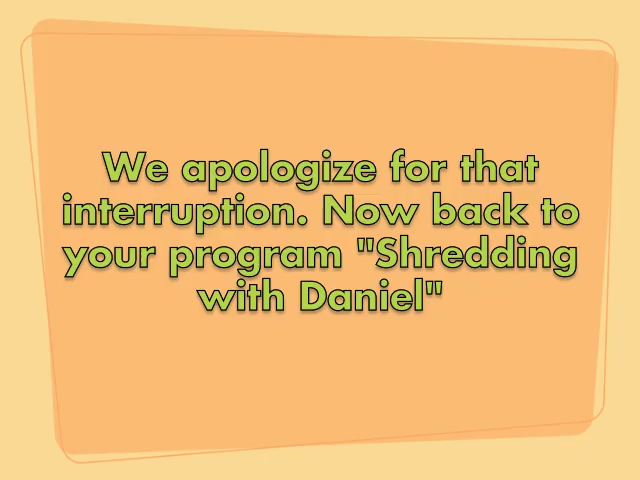 We apologize for that
interruption. Now back to
your program "Shredding
with Daniel"